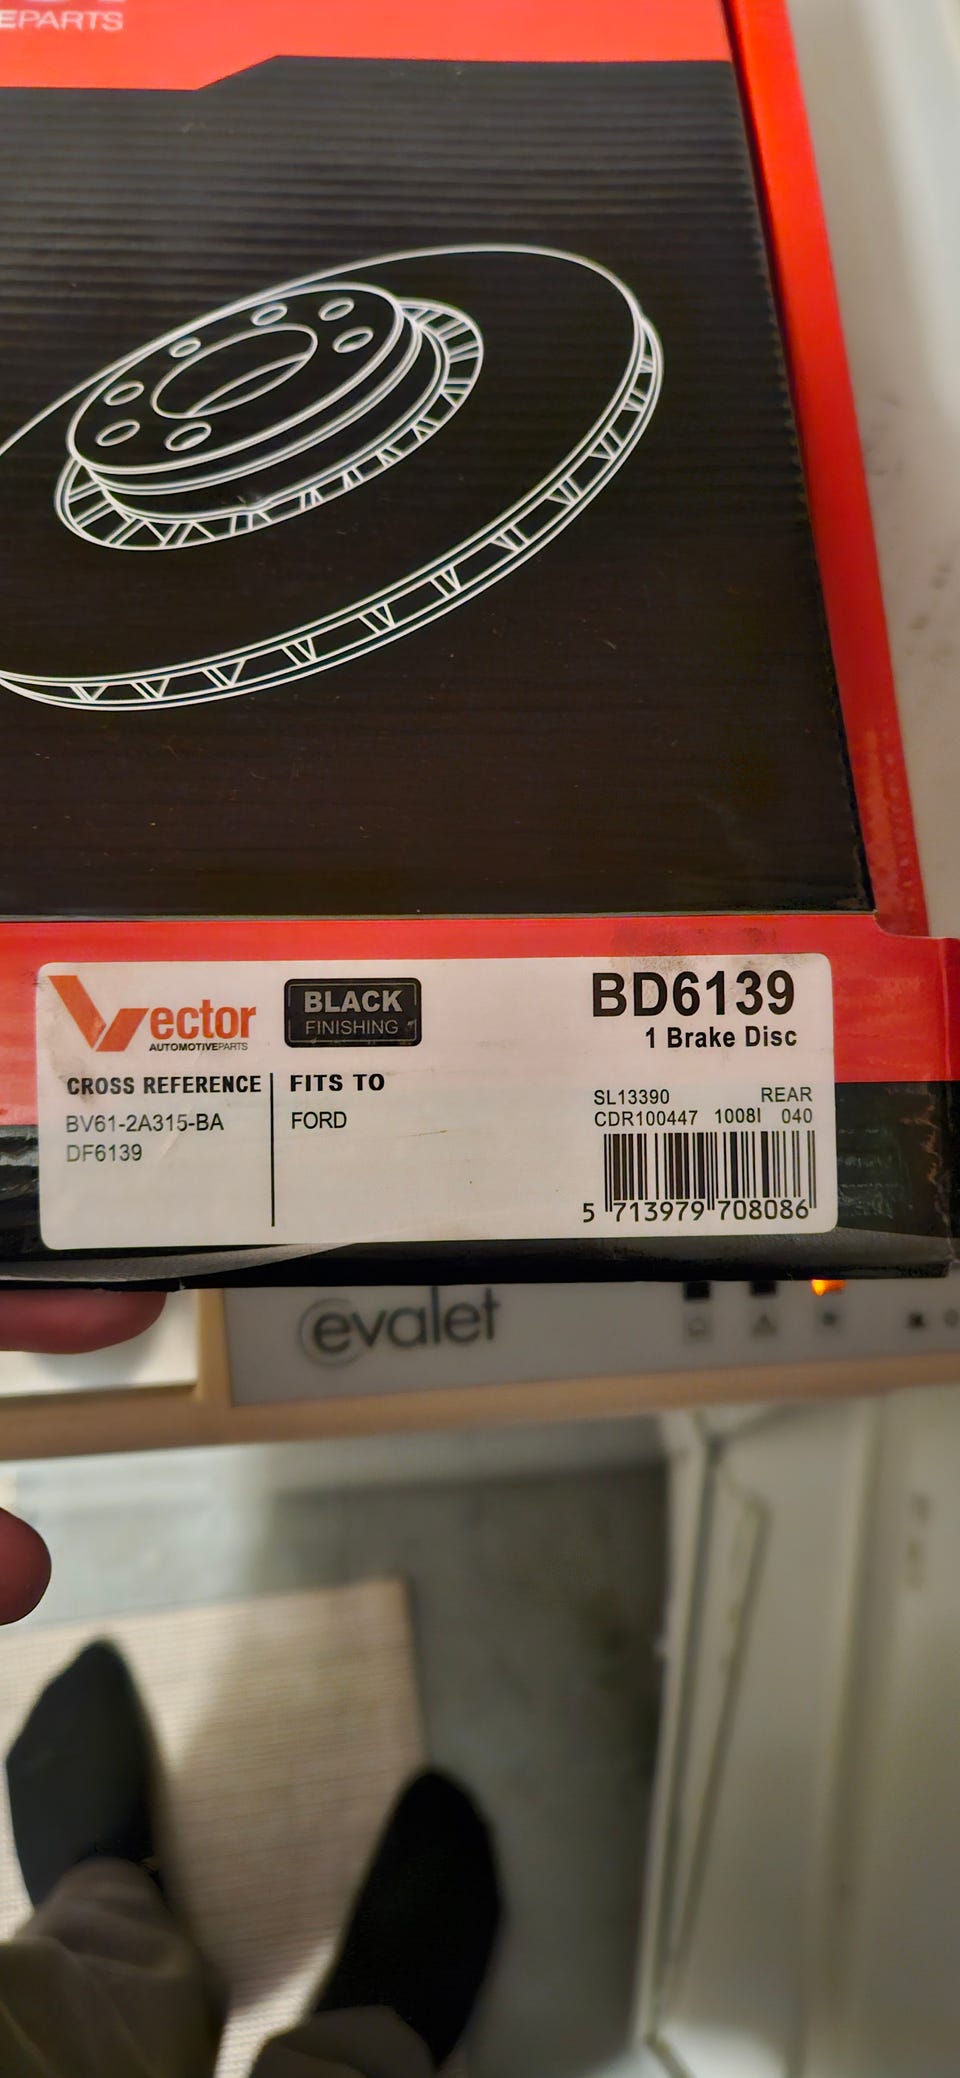 EPARTS
Vector
AUTOMOTIVEPARTS
BLACK
FINISHING
BD6139
1 Brake Disc
CROSS REFERENCE
BV61-2A315-BA
DF6139
FITS TO
FORD
SL13390 REAR
CDR100447 1008I 040
5 713979 708086
evalet